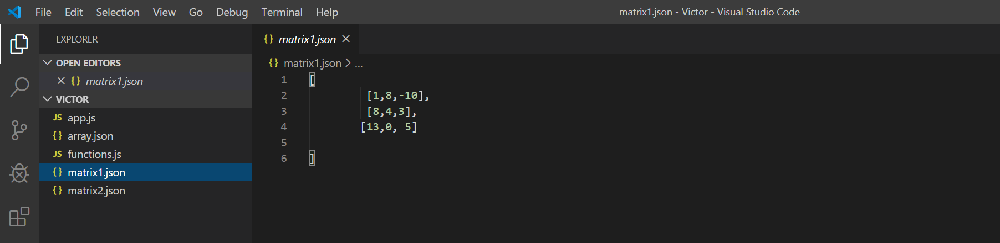 File Edit Selection View Go Debug Terminal Help
matrix1.json - Victor - Visual Studio Code
EXPLORER
OPEN EDITORS
{} matrix1.json
VICTOR
JS app.js
{} array.json
JS functions.js
{} matrix1.json
{} matrix2.json
{} matrix1.json
{} matrix1.json > ...
1 [
2 [1,8,-10],
3 [8,4,3],
4 [13,0, 5]
5
6 ]